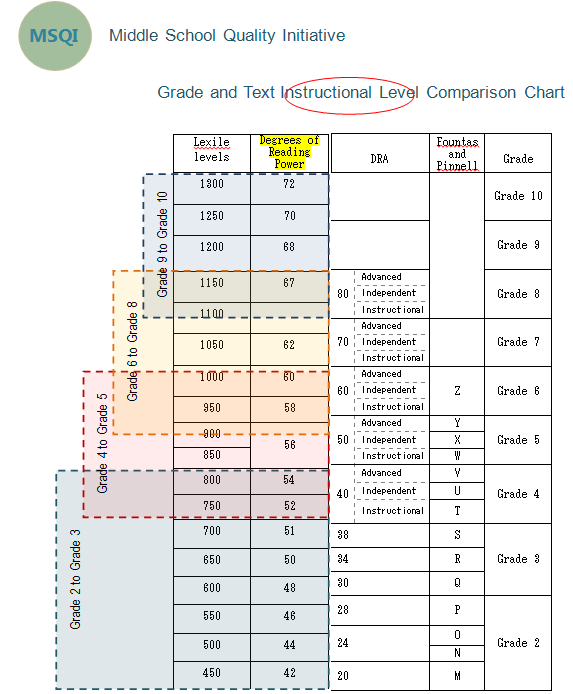 MSQI
Middle School Quality Initiative
Grade and Text Instructional Level Comparison Chart
Lexile levels
Degrees of Reading Power
DRA
Fountas and Pinnell
Grade
1300 72 Grade 10
1250 70
1200 68 Grade 9
1150 67 80 Advanced Independent Instructional Grade 8
1100
1050 62 70 Advanced Independent Instructional Grade 7
1000 60 60 Advanced Independent Instructional Z Grade 6
950 58
900 56 50 Advanced Y Grade 5
Independent X
850 Instructional W
800 54 40 Advanced V Grade 4
Independent U
750 52 Instructional T
700 51 38 S Grade 3
650 50 34 R
600 48 30 Q
550 46 28 P Grade 2
500 44 24 O
N
450 42 20 M
Grade 9 to Grade 10
Grade 6 to Grade 8
Grade 4 to Grade 5
Grade 2 to Grade 3